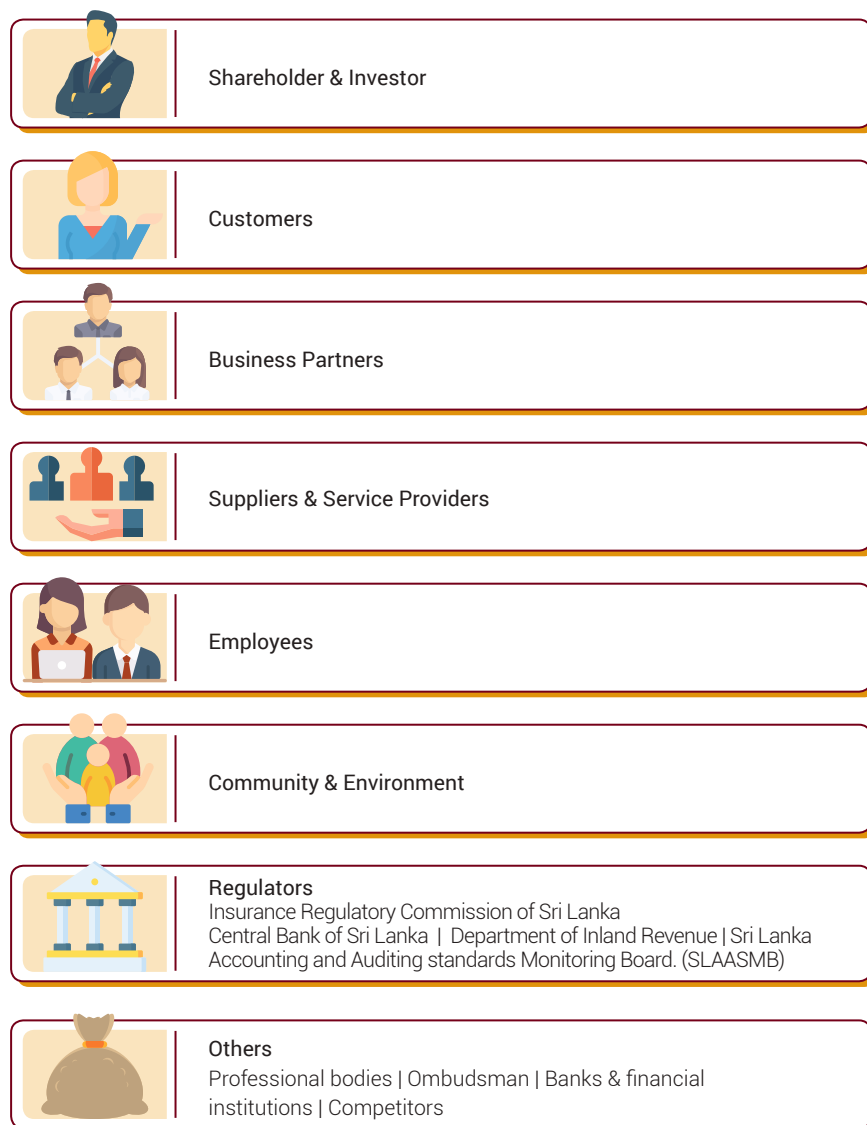 Shareholder & Investor
Customers
Business Partners
Suppliers & Service Providers
Employees
Community & Environment
Regulators
Insurance Regulatory Commission of Sri Lanka
Central Bank of Sri Lanka | Department of Inland Revenue | Sri Lanka
Accounting and Auditing standards Monitoring Board. (SLAASMB)
Others
Professional bodies | Ombudsman | Banks & financial
institutions | Competitors